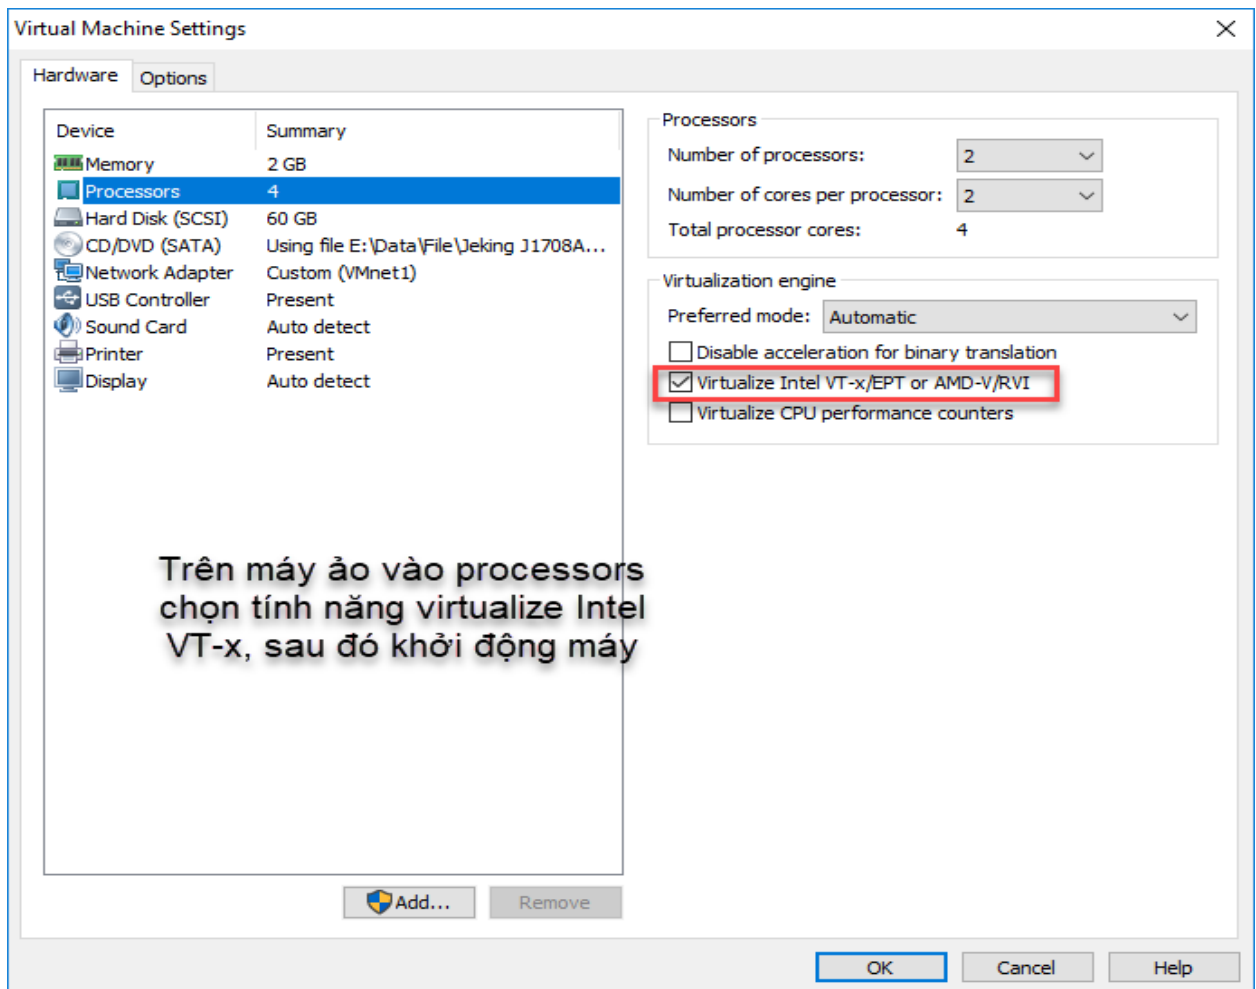 Virtual Machine Settings
Hardware Options
Device Summary
Memory 2 GB
Processors 4
Hard Disk (SCSI) 60 GB
CD/DVD (SATA) Using file E:\Data\File\Jeking J1708A...
Network Adapter Custom (VMnet1)
USB Controller Present
Sound Card Auto detect
Printer Present
Display Auto detect
Trên máy ảo vào processors
chọn tính năng virtualize Intel
VT-x, sau đó khởi động máy
Add... Remove
Processors
Number of processors: 2
Number of cores per processor: 2
Total processor cores: 4
Virtualization engine
Preferred mode: Automatic
Disable acceleration for binary translation
Virtualize Intel VT-x/EPT or AMD-V/RVI
Virtualize CPU performance counters
OK Cancel Help